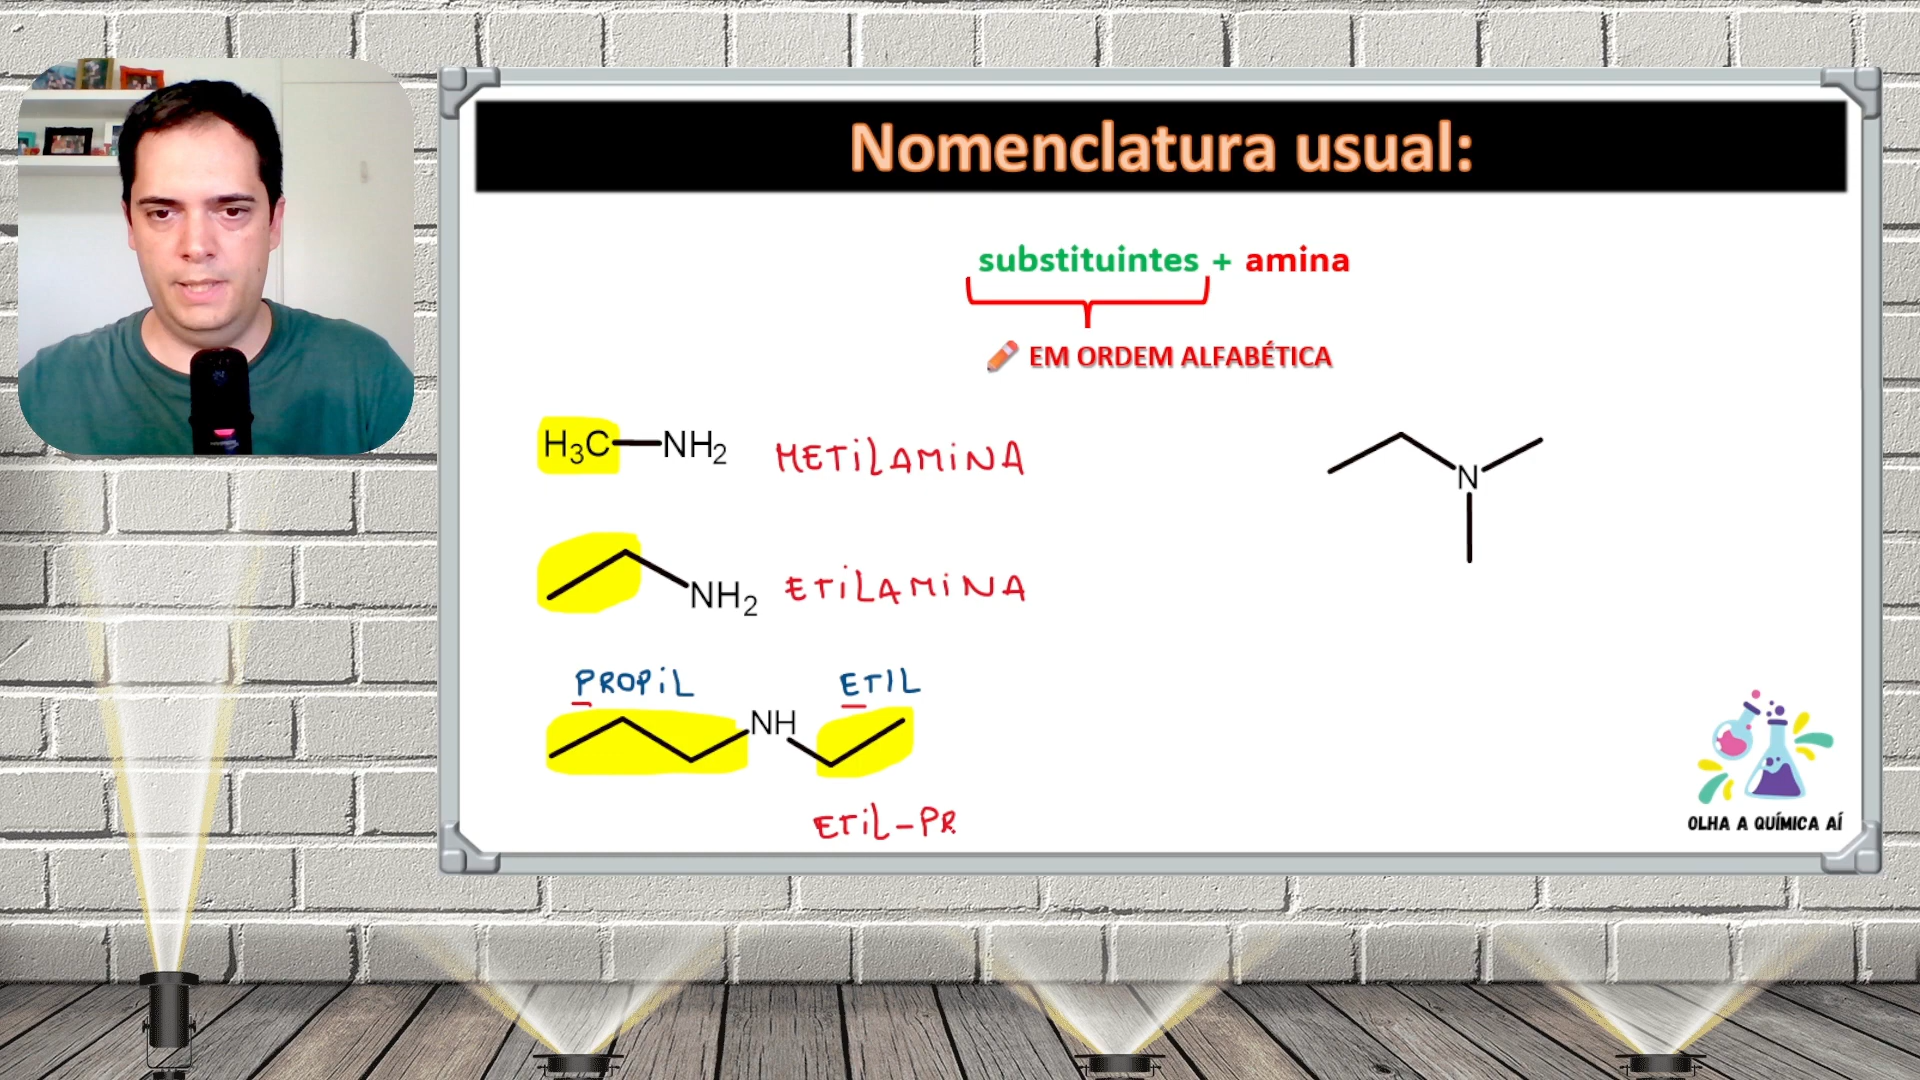 Nomenclatura usual:
substituintes + amina
EM ORDEM ALFABÉTICA
H₃C—NH₂ METILAMINA
N
NH₂ ETILAMINA
PROPIL ETIL
NH
ETIL-PR
OLHA A QUÍMICA AÍ